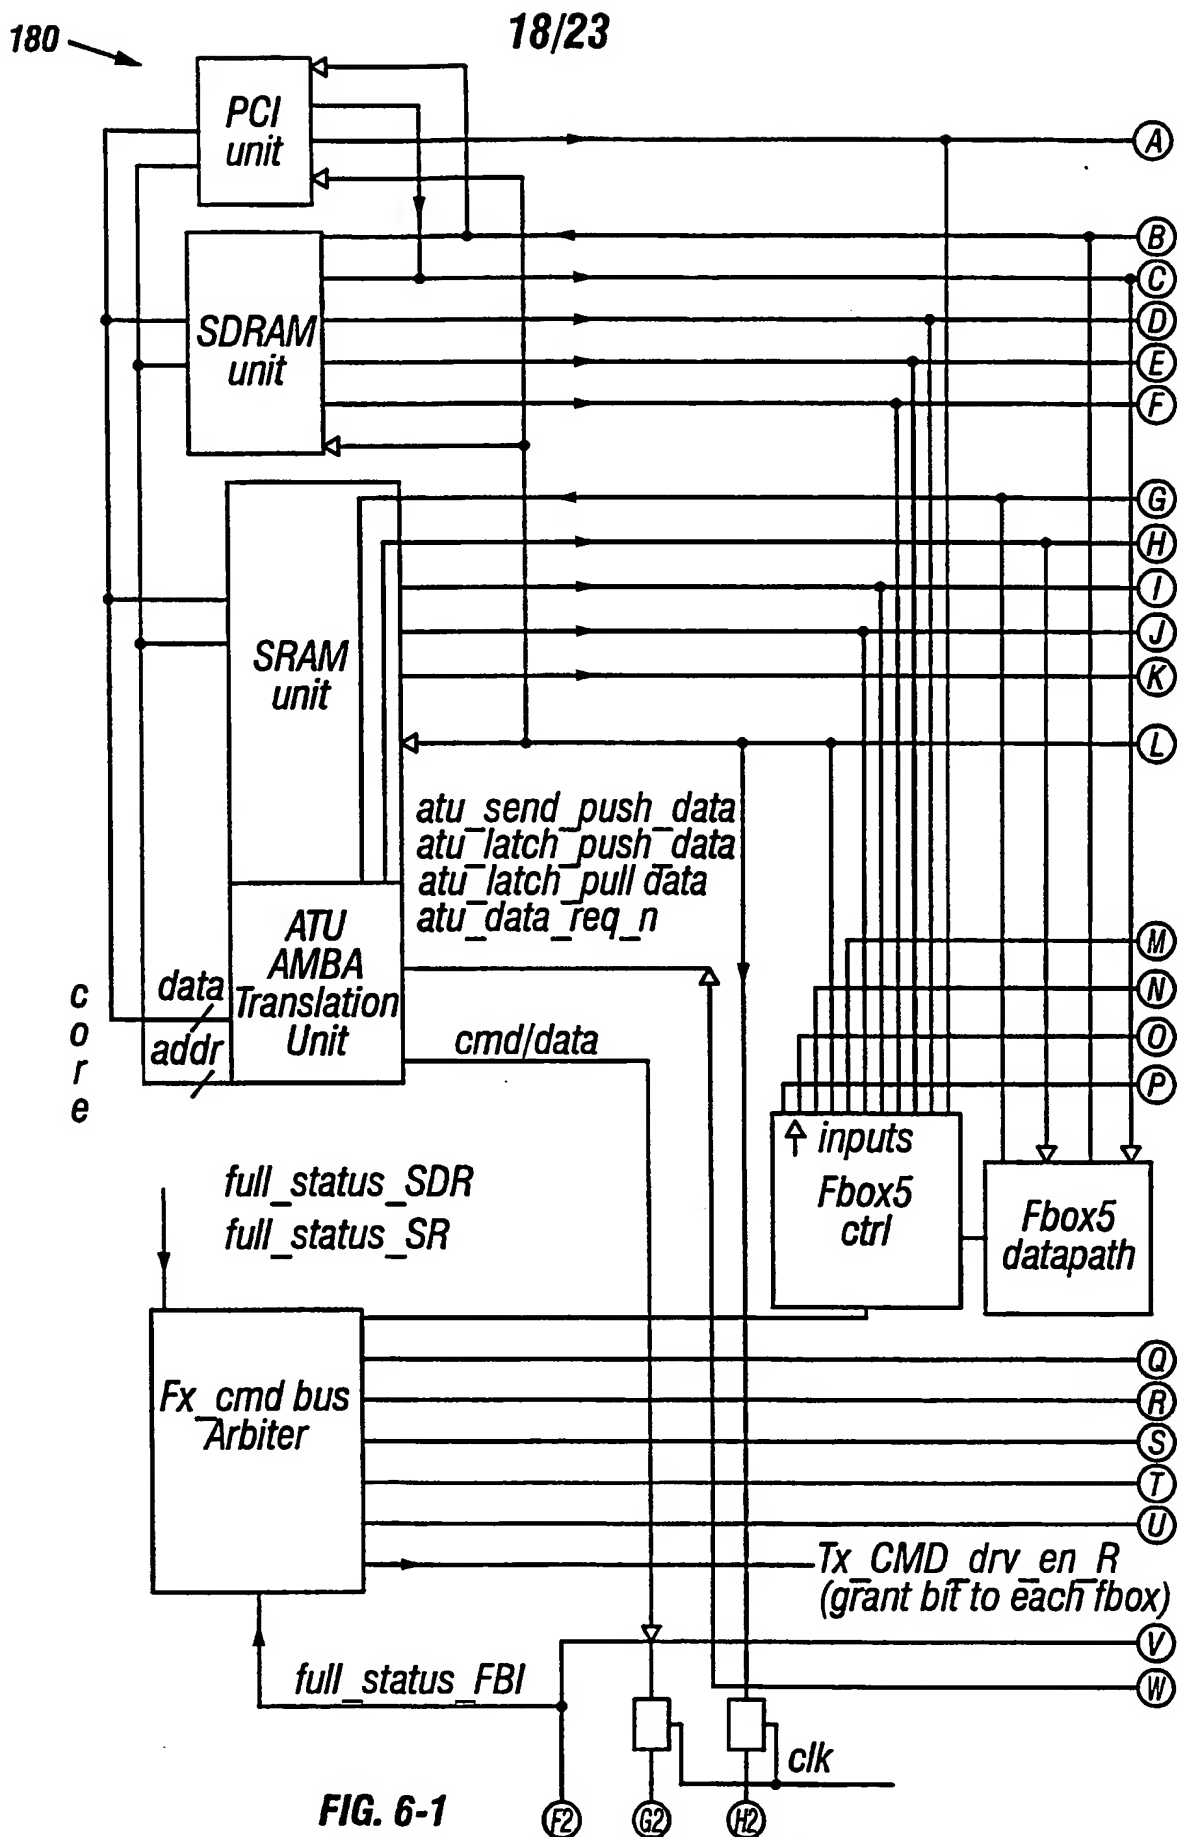 180
18/23
PCI
unit
A
B
C
SDRAM
unit
D
E
F
G
H
I
SRAM
unit
J
K
L
atu_send_push_data
atu_latch_push_data
atu_latch_pull data
atu_data_req_n
ATU
AMBA
Translation
Unit
core
data
addr
cmd/data
M
N
O
P
inputs
Fbox5
ctrl
Fbox5
datapath
full_status_SDR
full_status_SR
Fx_cmd bus
Arbiter
Q
R
S
T
U
Tx_CMD_drv_en_R
(grant bit to each fbox)
V
full_status_FBI
W
clk
FIG. 6-1
F2
G2
H2